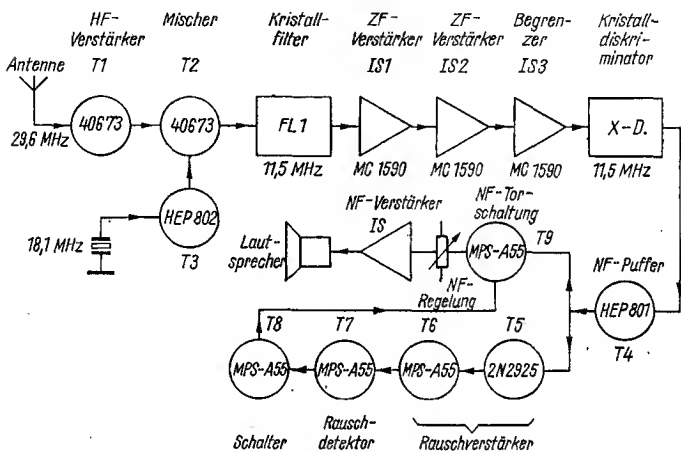 HF-
Verstärker
T1
Mischer
T2
Kristall-
filter
ZF-
Verstärker
IS1
ZF-
Verstärker
IS2
Begren-
zer
IS3
Kristall-
diskri-
minator
Antenne
29,6 MHz
40673
40673
FL1
11,5 MHz
MC 1590
MC 1590
MC 1590
X-D.
11,5 MHz
18,1 MHz
HEP 802
T3
Laut-
sprecher
NF-Verstärker
IS
NF-
Regelung
NF-Tor-
schaltung
MPS-A55
T9
NF-Puffer
HEP 801
T4
T8
T7
T6
T5
MPS-A55
MPS-A55
MPS-A55
2N2925
Schalter
Rausch-
detektor
Rauschverstärker